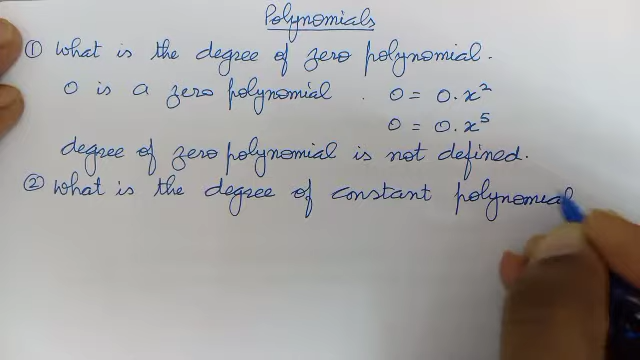 Polynomials
① What is the degree of zero polynomial.
0 is a zero polynomial. 0 = 0.x²
0 = 0.x⁵
degree of zero polynomial is not defined.
② What is the degree of constant polynomial